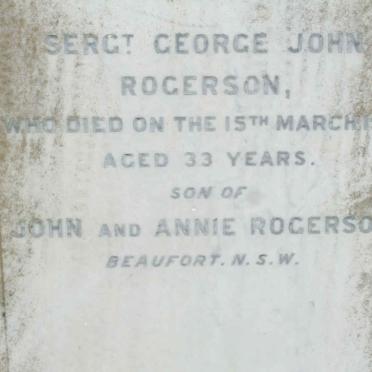 SERGT GEORGE JOHN
ROGERSON,
WHO DIED ON THE 15TH MARCH
AGED 33 YEARS.
SON OF
JOHN AND ANNIE ROGERSO
BEAUFORT. N.S.W.